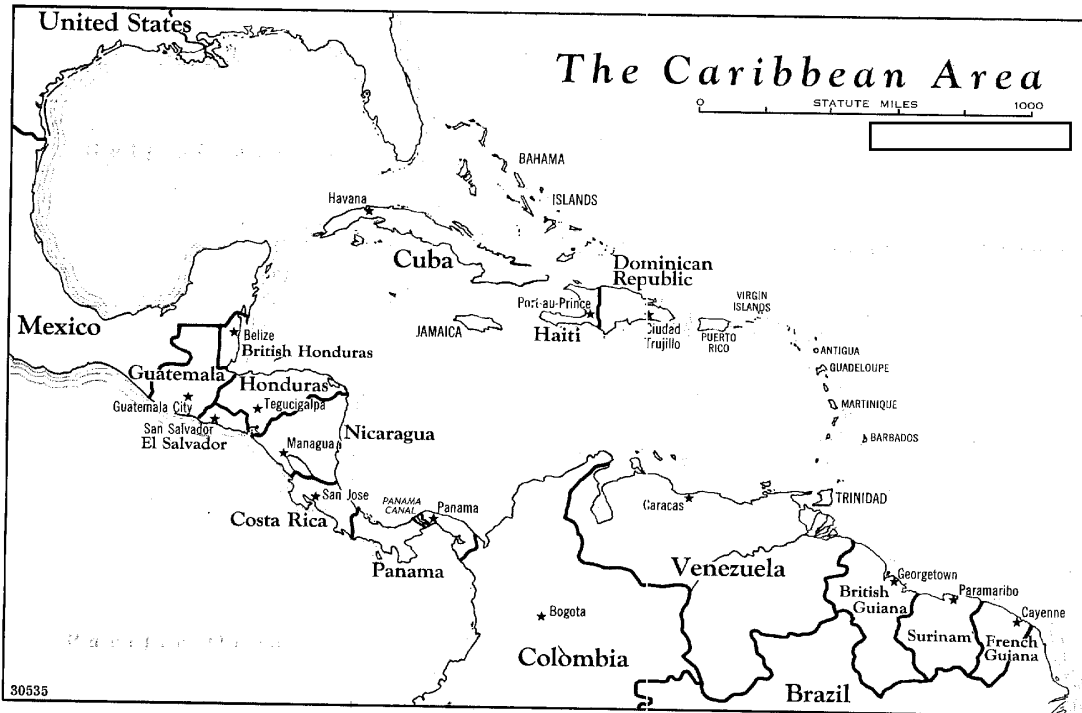 United States
The Caribbean Area
0 STATUTE MILES 1000
BAHAMA
ISLANDS
Havana
Cuba
Dominican
Republic
Port-au-Prince
Haiti
Ciudad
Trujillo
VIRGIN
ISLANDS
PUERTO
RICO
JAMAICA
Mexico
Belize
British Honduras
ANTIGUA
GUADELOUPE
Guatemala
Honduras
Guatemala City
Tegucigalpa
MARTINIQUE
San Salvador
El Salvador
Nicaragua
BARBADOS
Managua
San Jose
Costa Rica
PANAMA
CANAL
Panama
Panama
Caracas
TRINIDAD
Venezuela
Georgetown
British
Guiana
Paramaribo
Cayenne
Surinam
French
Guiana
Bogota
Colombia
Brazil
30535